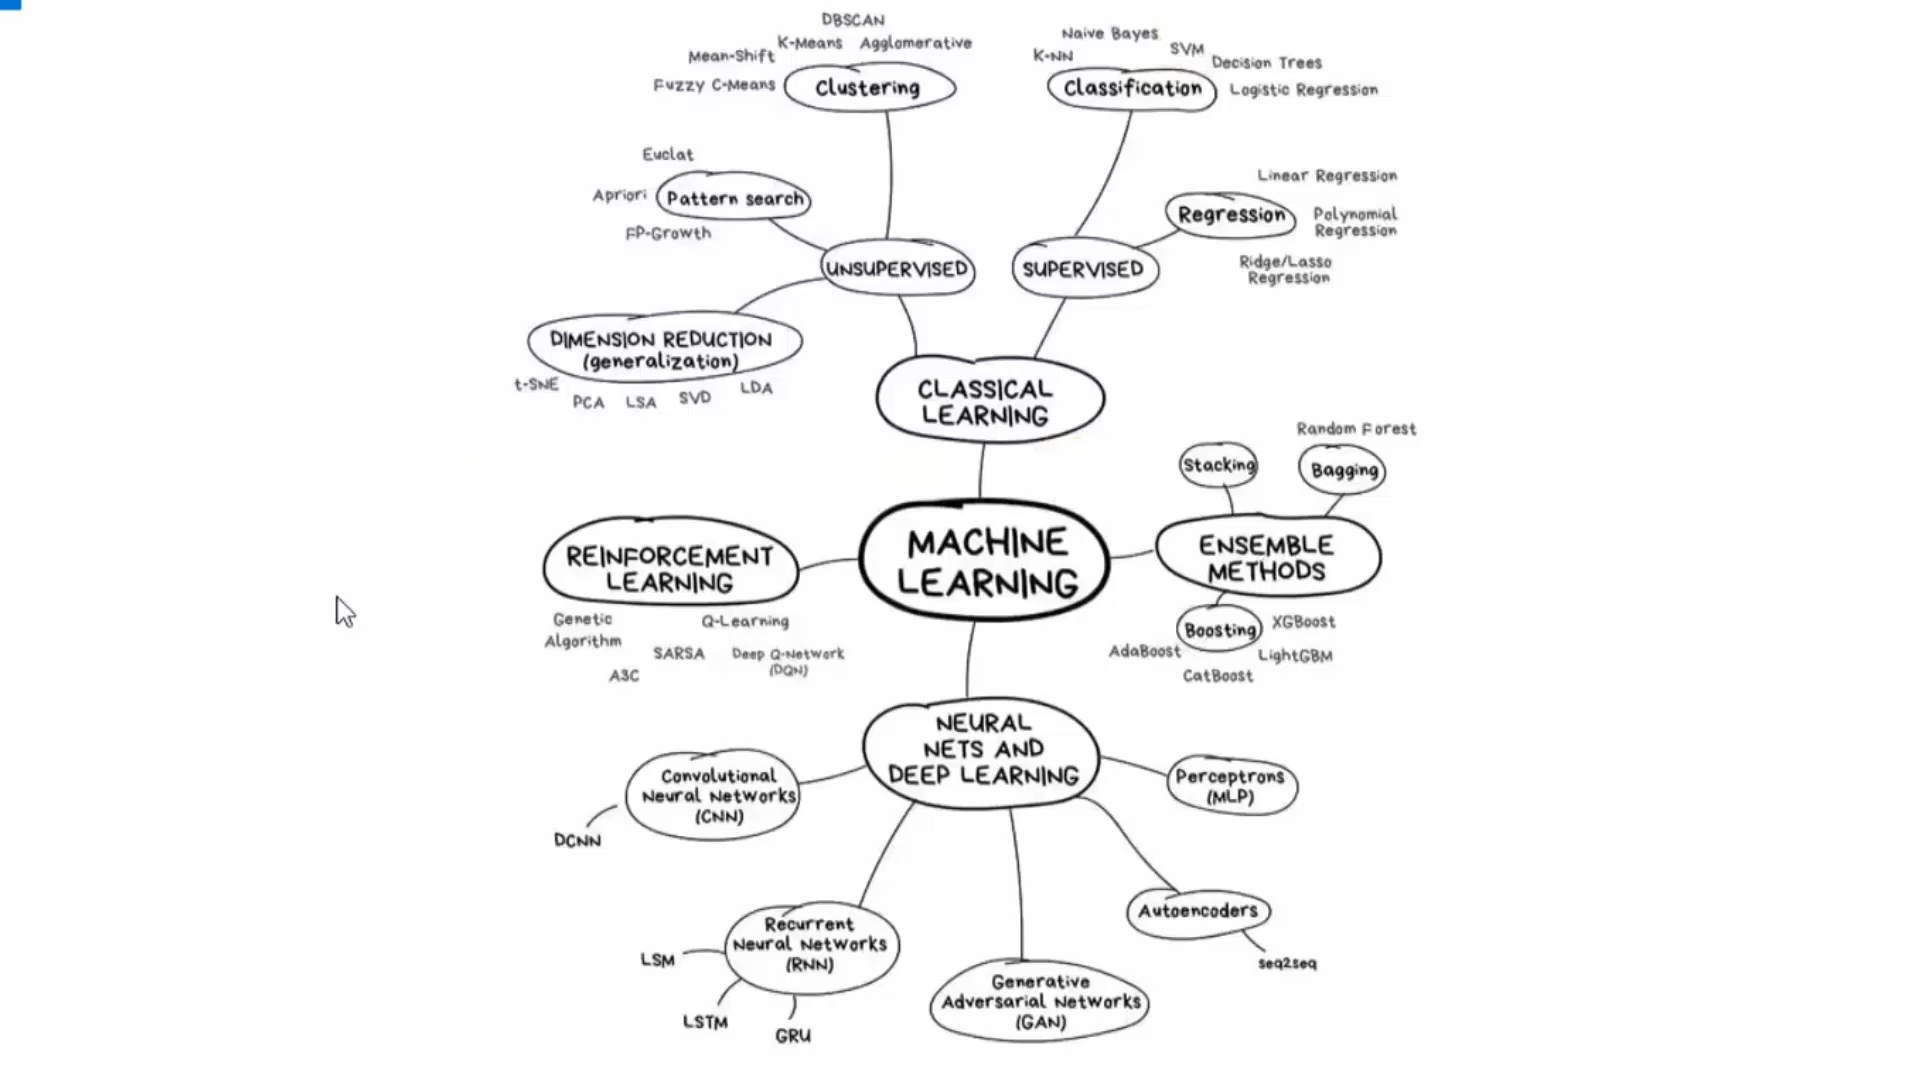 DBSCAN
K-Means Agglomerative
Mean-Shift
Fuzzy C-Means
Clustering
Naive Bayes
K-NN
SVM
Decision Trees
Classification
Logistic Regression
Euclat
Apriori
Pattern search
FP-Growth
Linear Regression
Regression
Polynomial
Regression
Ridge/Lasso
Regression
UNSUPERVISED
SUPERVISED
DIMENSION REDUCTION
(generalization)
t-SNE
PCA
LSA
SVD
LDA
CLASSICAL
LEARNING
Random Forest
Stacking
Bagging
REINFORCEMENT
LEARNING
MACHINE
LEARNING
ENSEMBLE
METHODS
Genetic
Algorithm
Q-Learning
SARSA
Deep Q-Network
(DQN)
A3C
Boosting
XGBoost
AdaBoost
LightGBM
CatBoost
NEURAL
NETS AND
DEEP LEARNING
Convolutional
Neural Networks
(CNN)
DCNN
Perceptrons
(MLP)
Recurrent
Neural Networks
(RNN)
LSM
LSTM
GRU
Generative
Adversarial Networks
(GAN)
Autoencoders
seq2seq